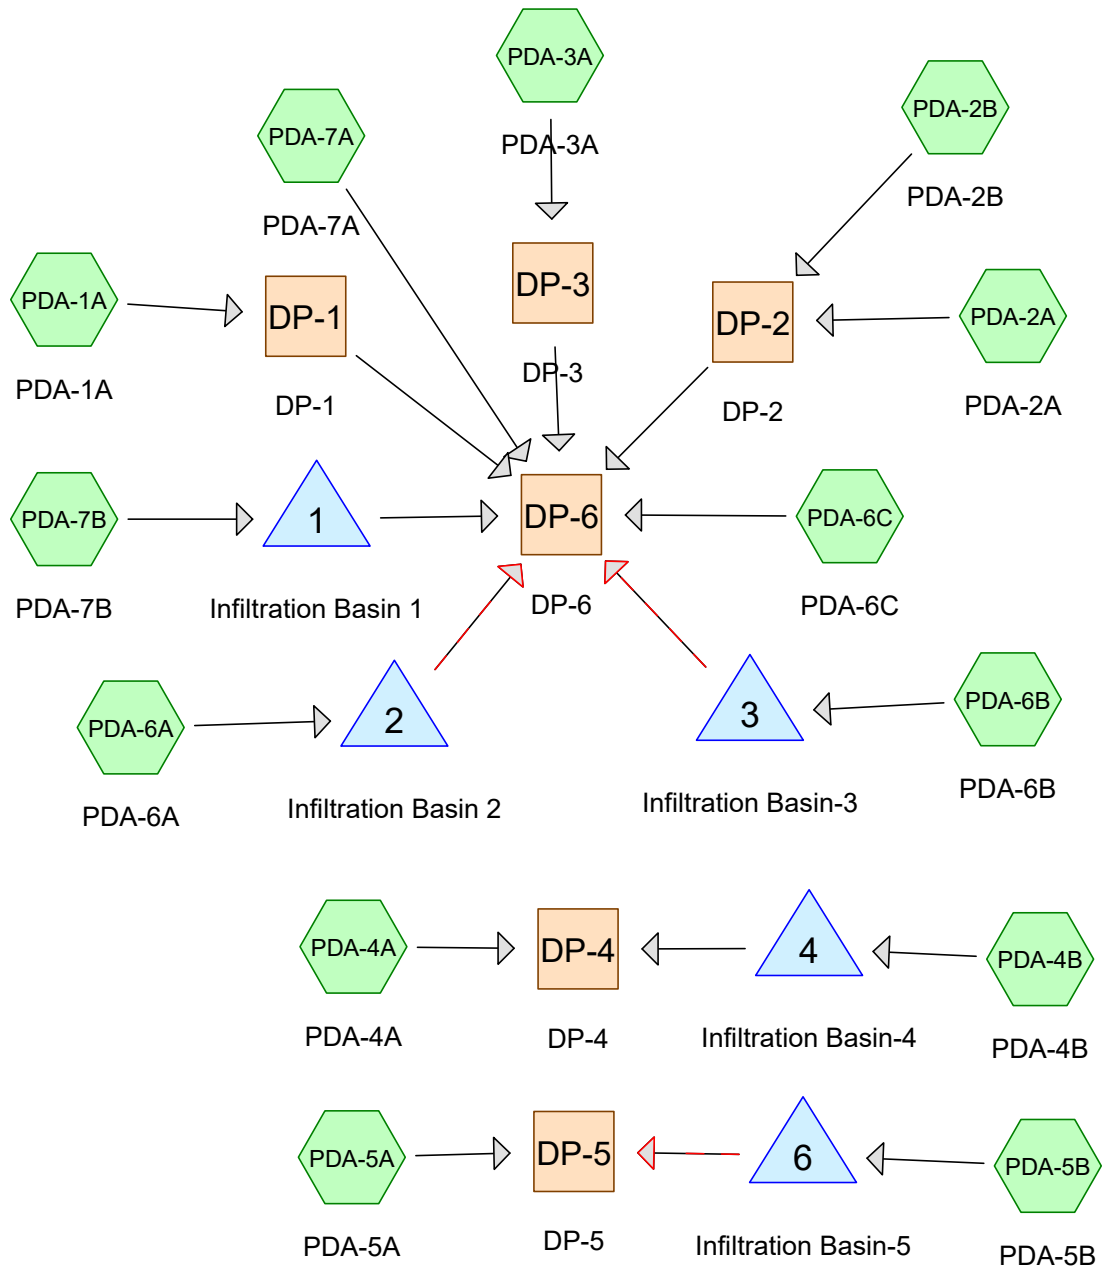 PDA-3A
PDA-3A
PDA-7A
PDA-7A
PDA-2B
PDA-2B
PDA-1A
PDA-1A
DP-1
DP-1
DP-3
DP-3
DP-2
DP-2
PDA-2A
PDA-2A
PDA-7B
PDA-7B
1
Infiltration Basin 1
DP-6
DP-6
PDA-6C
PDA-6C
PDA-6A
PDA-6A
2
Infiltration Basin 2
3
Infiltration Basin-3
PDA-6B
PDA-6B
PDA-4A
PDA-4A
DP-4
DP-4
4
Infiltration Basin-4
PDA-4B
PDA-4B
PDA-5A
PDA-5A
DP-5
DP-5
6
Infiltration Basin-5
PDA-5B
PDA-5B